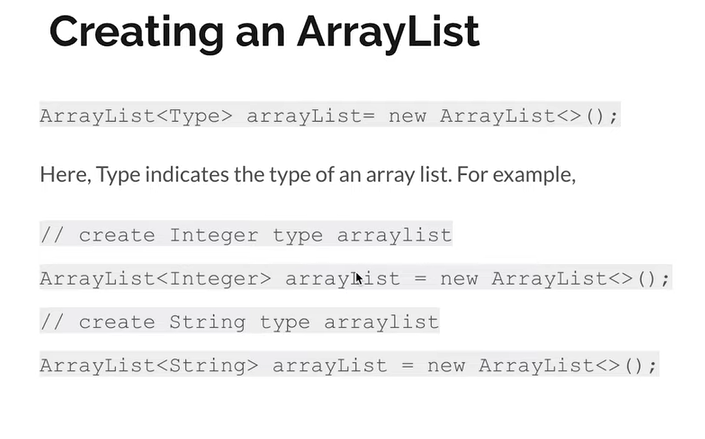 Creating an ArrayList
ArrayList<Type> arrayList= new ArrayList<>();
Here, Type indicates the type of an array list. For example,
// create Integer type arraylist
ArrayList<Integer> arrayList = new ArrayList<>();
// create String type arraylist
ArrayList<String> arrayList = new ArrayList<>();